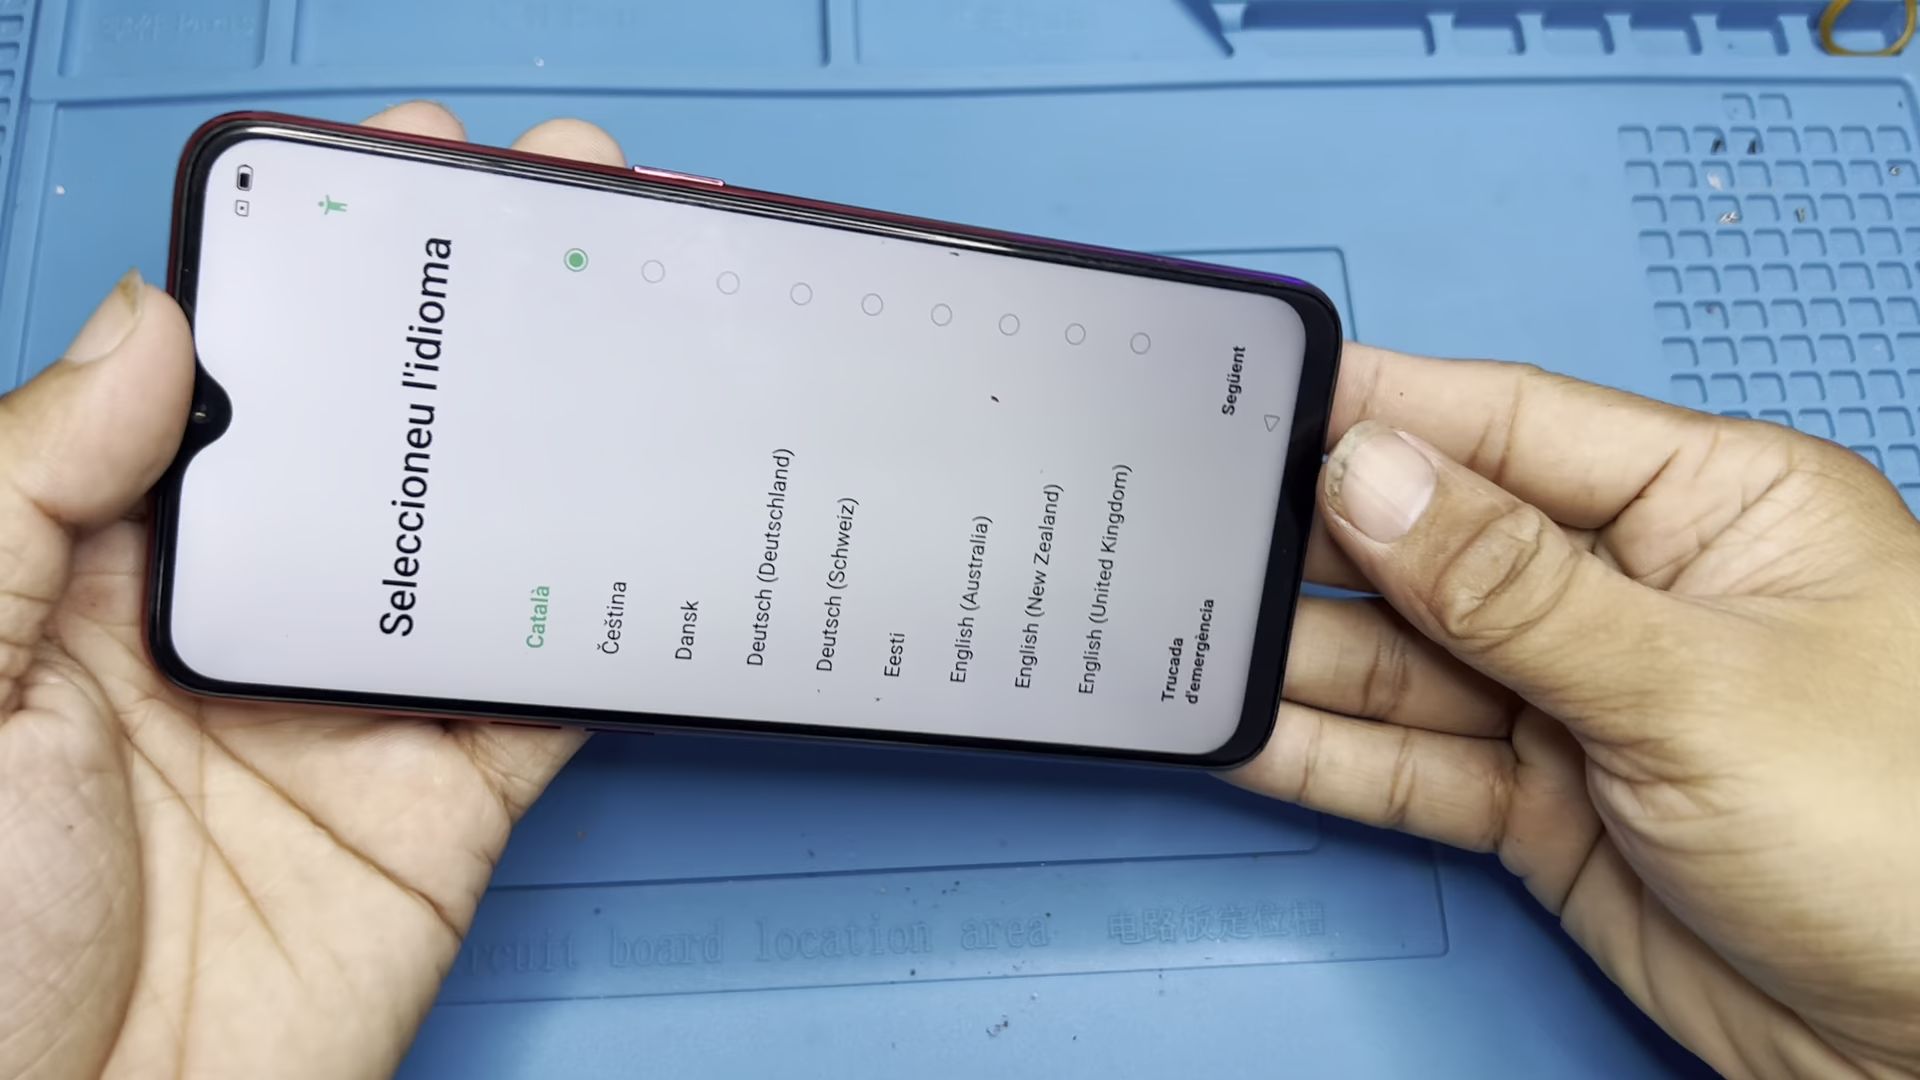 Seleccioneu l'idioma
Català
Čeština
Dansk
Deutsch (Deutschland)
Deutsch (Schweiz)
Eesti
English (Australia)
English (New Zealand)
English (United Kingdom)
Trucada
d'emergència
Següent
board location area 电路板定位槽